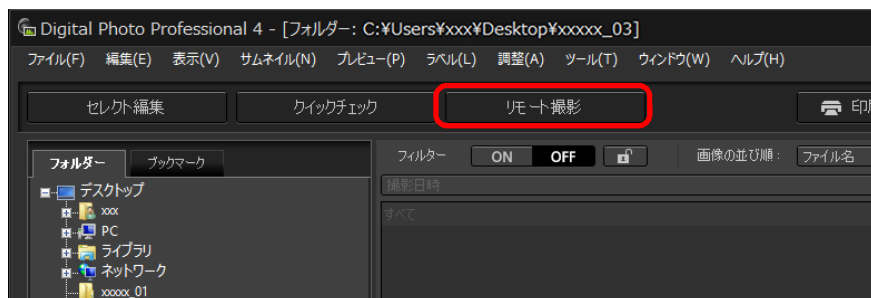 Digital Photo Professional 4 - [フォルダー: C:¥Users¥xxx¥Desktop¥xxxxx_03]
ファイル(F) 編集(E) 表示(V) サムネイル(N) プレビュー(P) ラベル(L) 調整(A) ツール(T) ウィンドウ(W) ヘルプ(H)
セレクト編集 クイックチェック リモート撮影 印
フォルダー ブックマーク フィルター ON OFF 画像の並び順: ファイル名
デスクトップ 撮影日時
xxx すべて
PC
ライブラリ
ネットワーク
xxxxx_01